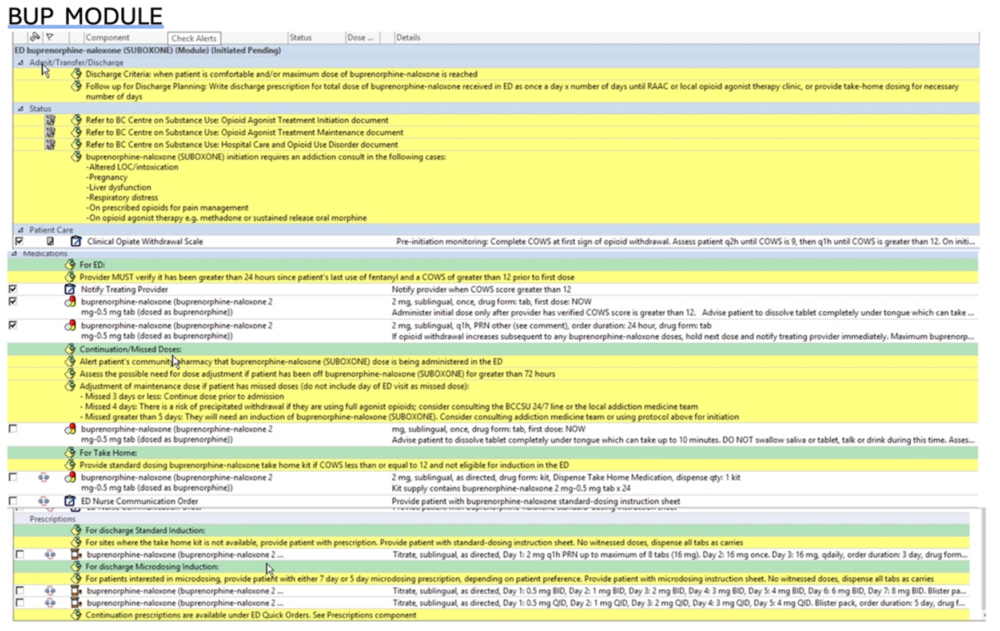 BUP MODULE
Component Check Alerts Status Dose ... Details
ED buprenorphine-naloxone (SUBOXONE) (Module) (Initiated Pending)
Admit/Transfer/Discharge
Discharge Criteria: when patient is comfortable and/or maximum dose of buprenorphine-naloxone is reached
Follow up for Discharge Planning: Write discharge prescription for total dose of buprenorphine-naloxone received in ED as once a day x number of days until RAAC or local opioid agonist therapy clinic, or provide take-home dosing for necessary
number of days
Status
Refer to BC Centre on Substance Use: Opioid Agonist Treatment Initiation document
Refer to BC Centre on Substance Use: Opioid Agonist Treatment Maintenance document
Refer to BC Centre on Substance Use: Hospital Care and Opioid Use Disorder document
buprenorphine-naloxone (SUBOXONE) initiation requires an addiction consult in the following cases:
-Altered LOC/intoxication
-Pregnancy
-Liver dysfunction
-Respiratory distress
-On prescribed opioids for pain management
-On opioid agonist therapy e.g. methadone or sustained release oral morphine
Patient Care
Clinical Opiate Withdrawal Scale Pre-initiation monitoring: Complete COWS at first sign of opioid withdrawal. Assess patient q2h until COWS is 9, then q1h until COWS is greater than 12. On initi...
Medications
For ED:
Provider MUST verify it has been greater than 24 hours since patient's last use of fentanyl and a COWS of greater than 12 prior to first dose
Notify Treating Provider Notify provider when COWS score greater than 12
buprenorphine-naloxone (buprenorphine-naloxone 2 2 mg, sublingual, once, drug form: tab, first dose: NOW
mg-0.5 mg tab (dosed as buprenorphine)) Administer initial dose only after provider has verified COWS score is greater than 12. Advise patient to dissolve tablet completely under tongue which can take ...
buprenorphine-naloxone (buprenorphine-naloxone 2 2 mg, sublingual, q1h, PRN other (see comment), order duration: 24 hour, drug form: tab
mg-0.5 mg tab (dosed as buprenorphine)) If opioid withdrawal increases subsequent to any buprenorphine-naloxone doses, hold next dose and notify treating provider immediately. Maximum buprenorp...
Continuation/Missed Doses:
Alert patient's community pharmacy that buprenorphine-naloxone (SUBOXONE) dose is being administered in the ED
Assess the possible need for dose adjustment if patient has been off buprenorphine-naloxone (SUBOXONE) for greater than 72 hours
Adjustment of maintenance dose if patient has missed doses (do not include day of ED visit as missed dose):
- Missed 3 days or less: Continue dose prior to admission
- Missed 4 days: There is a risk of precipitated withdrawal if they are using full agonist opioids; consider consulting the BCCSU 24/7 line or the local addiction medicine team
- Missed greater than 5 days: They will need an induction of buprenorphine-naloxone (SUBOXONE). Consider consulting addiction medicine team or using protocol above for initiation
buprenorphine-naloxone (buprenorphine-naloxone 2 mg, sublingual, once, drug form: tab, first dose: NOW
mg-0.5 mg tab (dosed as buprenorphine)) Advise patient to dissolve tablet completely under tongue which can take up to 10 minutes. DO NOT swallow saliva or tablet, talk or drink during this time. Asses...
For Take Home:
Provide standard dosing buprenorphine-naloxone take home kit if COWS less than or equal to 12 and not eligible for induction in the ED
buprenorphine-naloxone (buprenorphine-naloxone 2 2 mg, sublingual, as directed, drug form: kit, Dispense Take Home Medication, dispense qty: 1 kit
mg-0.5 mg tab (dosed as buprenorphine)) Kit supply contains buprenorphine-naloxone 2 mg-0.5 mg tab x 24
ED Nurse Communication Order Provide patient with buprenorphine-naloxone standard-dosing instruction sheet
Prescriptions
For discharge Standard Induction:
For sites where the take home kit is not available, provide patient with prescription. Provide patient with standard-dosing instruction sheet. No witnessed doses, dispense all tabs as carries
buprenorphine-naloxone (buprenorphine-naloxone 2 ... Titrate, sublingual, as directed, Day 1: 2 mg q1h PRN up to maximum of 8 tabs (16 mg). Day 2: 16 mg once. Day 3: 16 mg, qdaily, order duration: 3 day, drug form...
For discharge Microdosing Induction:
For patients interested in microdosing, provide patient with either 7 day or 5 day microdosing prescription, depending on patient preference. Provide patient with microdosing instruction sheet. No witnessed doses, dispense all tabs as carries
buprenorphine-naloxone (buprenorphine-naloxone 2 ... Titrate, sublingual, as directed, Day 1: 0.5 mg BID, Day 2: 1 mg BID, Day 3: 2 mg BID, Day 4: 3 mg BID, Day 5: 4 mg BID, Day 6: 6 mg BID, Day 7: 8 mg BID. Blister pa...
buprenorphine-naloxone (buprenorphine-naloxone 2 ... Titrate, sublingual, as directed, Day 1: 0.5 mg QID, Day 2: 1 mg QID, Day 3: 2 mg QID, Day 4: 3 mg QID, Day 5: 4 mg QID. Blister pack, order duration: 5 day, drug f...
Continuation prescriptions are available under ED Quick Orders. See Prescriptions component